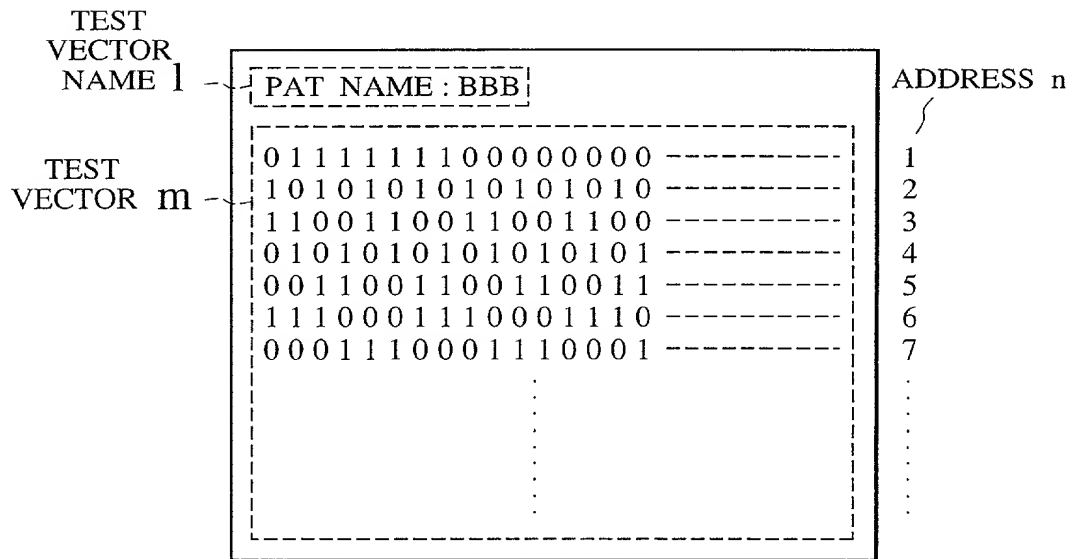 TEST
VECTOR
NAME l
PAT NAME : BBB
ADDRESS n
TEST
VECTOR m
0 1 1 1 1 1 1 1 0 0 0 0 0 0 0 0 1
1 0 1 0 1 0 1 0 1 0 1 0 1 0 1 0 2
1 1 0 0 1 1 0 0 1 1 0 0 1 1 0 0 3
0 1 0 1 0 1 0 1 0 1 0 1 0 1 0 1 4
0 0 1 1 0 0 1 1 0 0 1 1 0 0 1 1 5
1 1 1 0 0 0 1 1 1 0 0 0 1 1 1 0 6
0 0 0 1 1 1 0 0 0 1 1 1 0 0 0 1 7